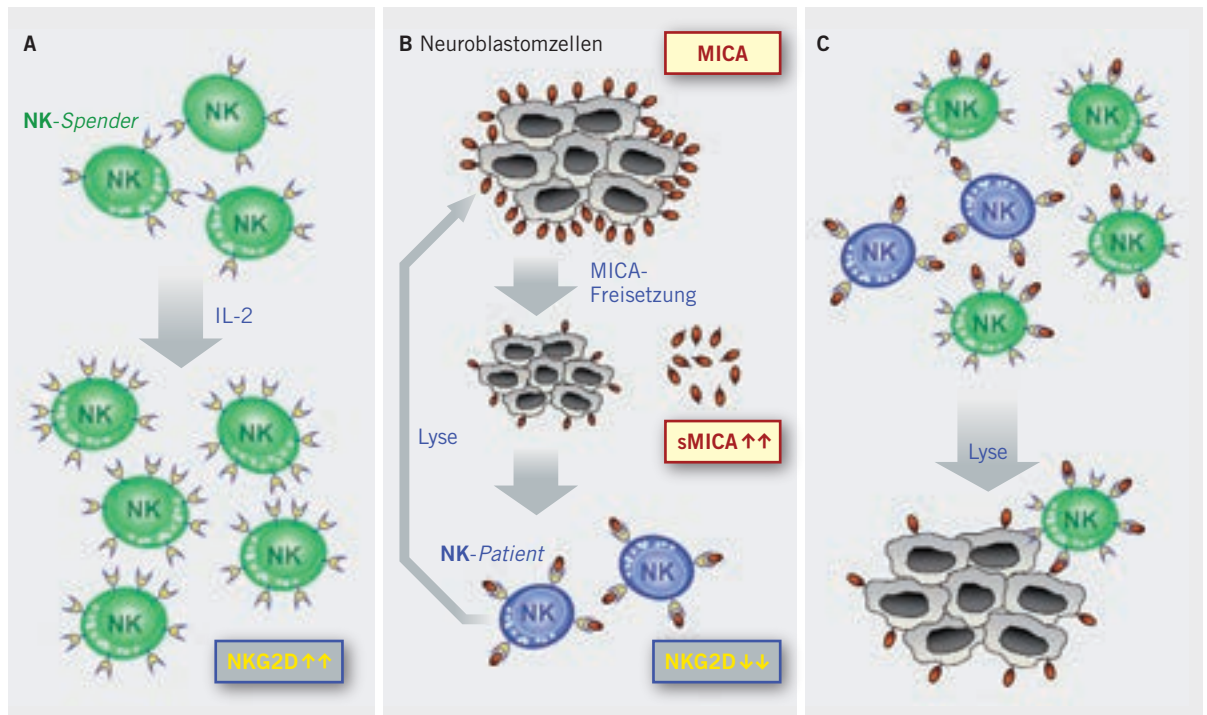 A
NK-Spender
NK
NK
NK
IL-2
NK
NK
NK
NK
NK
NKG2D↑↑
B Neuroblastomzellen
MICA
MICA-
Freisetzung
sMICA↑↑
Lyse
NK-Patient
NK
NK
NKG2D↓↓
C
NK
NK
NK
NK
NK
NK
Lyse
NK